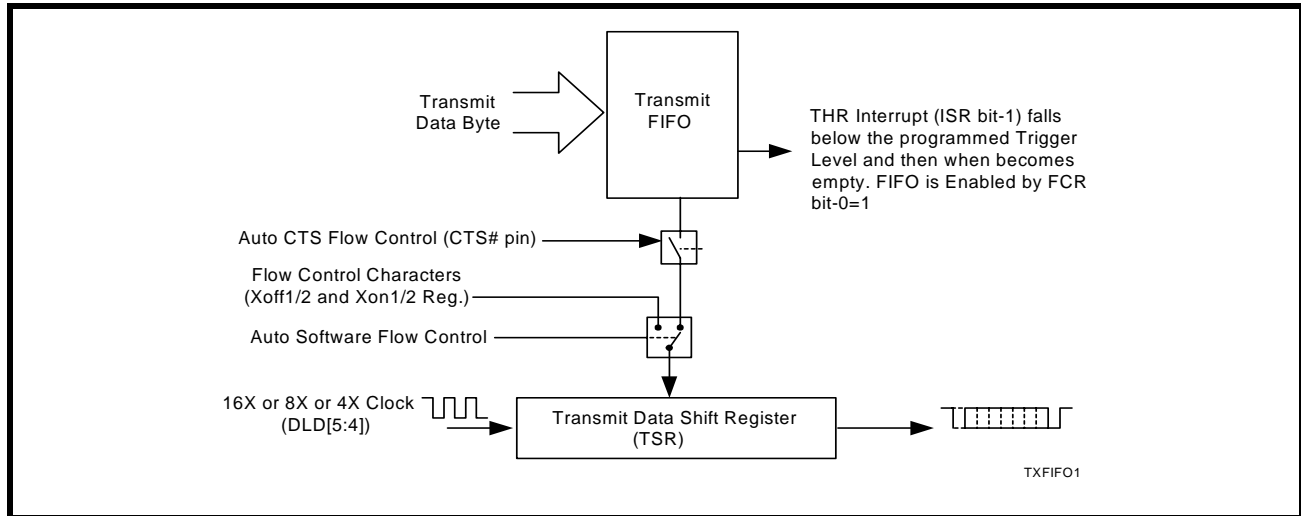 Transmit
Data Byte
Transmit
FIFO
THR Interrupt (ISR bit-1) falls
below the programmed Trigger
Level and then when becomes
empty. FIFO is Enabled by FCR
bit-0=1
Auto CTS Flow Control (CTS# pin)
Flow Control Characters
(Xoff1/2 and Xon1/2 Reg.)
Auto Software Flow Control
16X or 8X or 4X Clock
(DLD[5:4])
Transmit Data Shift Register
(TSR)
TXFIFO1